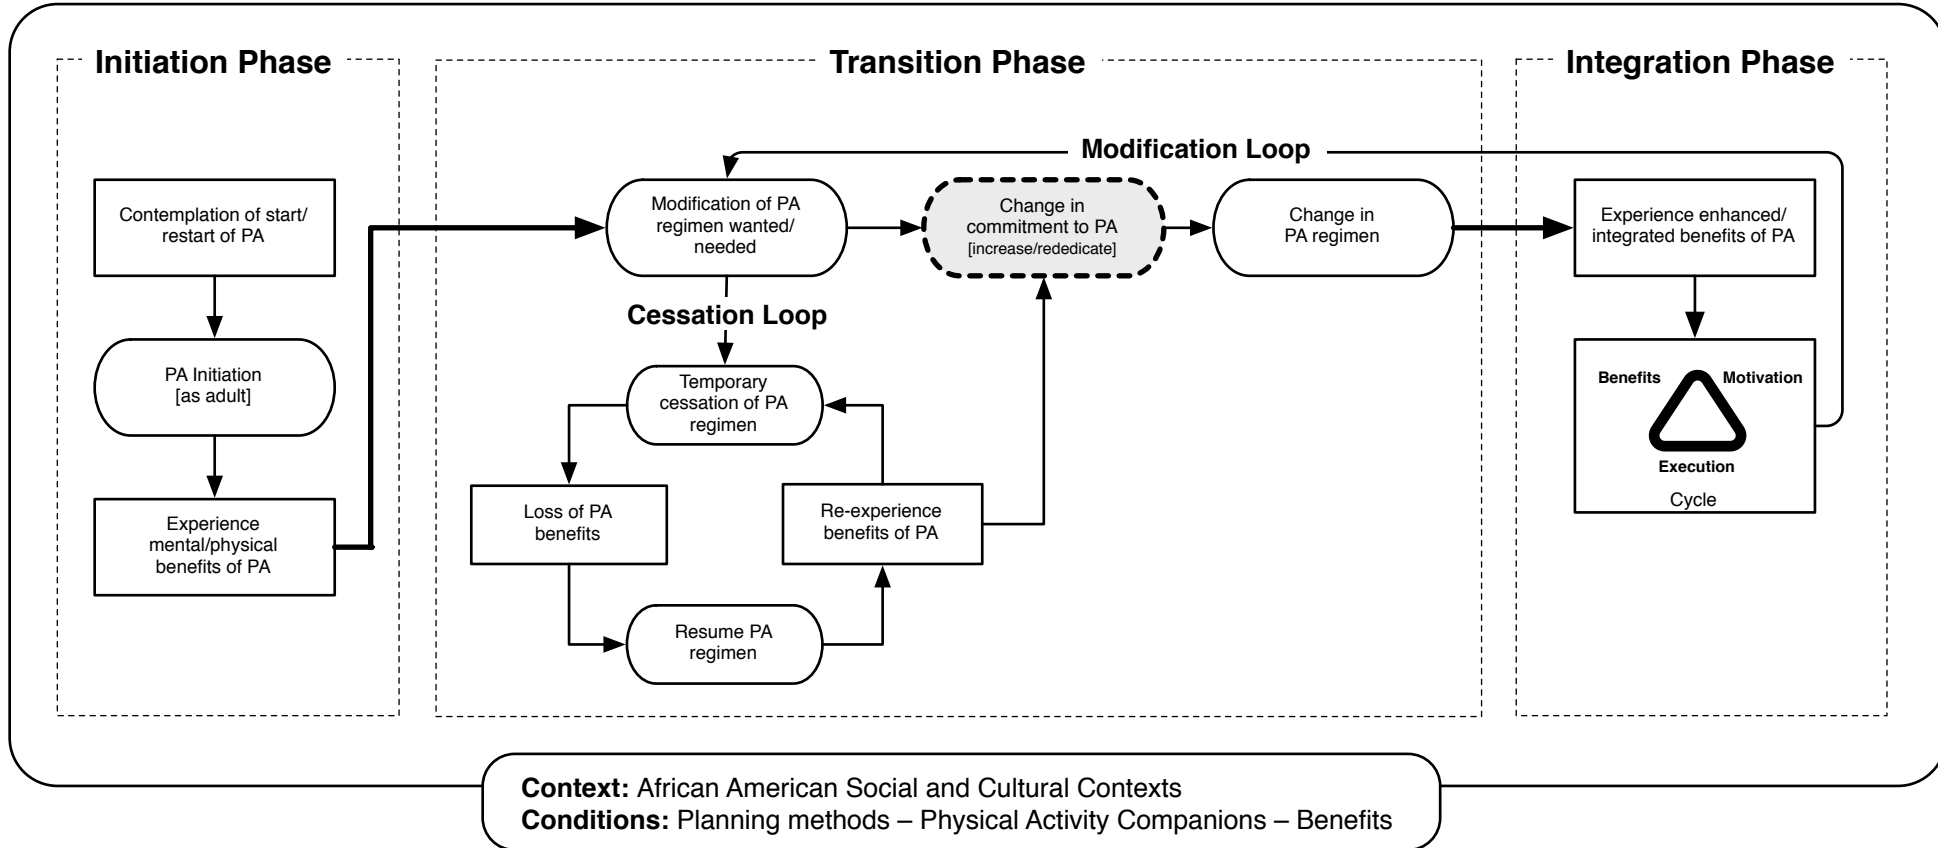 Initiation Phase
Contemplation of start/
restart of PA
PA Initiation
[as adult]
Experience
mental/physical
benefits of PA
Transition Phase
Modification Loop
Modification of PA
regimen wanted/
needed
Change in
commitment to PA
[increase/rededicate]
Change in
PA regimen
Cessation Loop
Temporary
cessation of PA
regimen
Loss of PA
benefits
Re-experience
benefits of PA
Resume PA
regimen
Integration Phase
Experience enhanced/
integrated benefits of PA
Benefits
Motivation
Execution
Cycle
Context: African American Social and Cultural Contexts
Conditions: Planning methods – Physical Activity Companions – Benefits